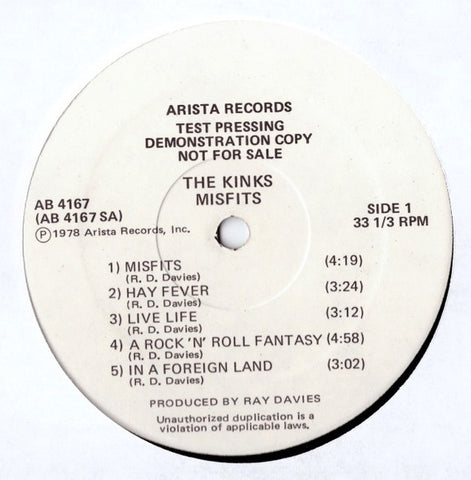 ARISTA RECORDS
TEST PRESSING
DEMONSTRATION COPY
NOT FOR SALE
THE KINKS
MISFITS
AB 4167
(AB 4167 SA)
Ⓟ1978 Arista Records, Inc.
SIDE 1
33 1/3 RPM
1) MISFITS (4:19)
(R. D. Davies)
2) HAY FEVER (3:24)
(R. D. Davies)
3) LIVE LIFE (3:12)
(R. D. Davies)
4) A ROCK 'N' ROLL FANTASY (4:58)
(R. D. Davies)
5) IN A FOREIGN LAND (3:02)
(R. D. Davies)
PRODUCED BY RAY DAVIES
Unauthorized duplication is a
violation of applicable laws.